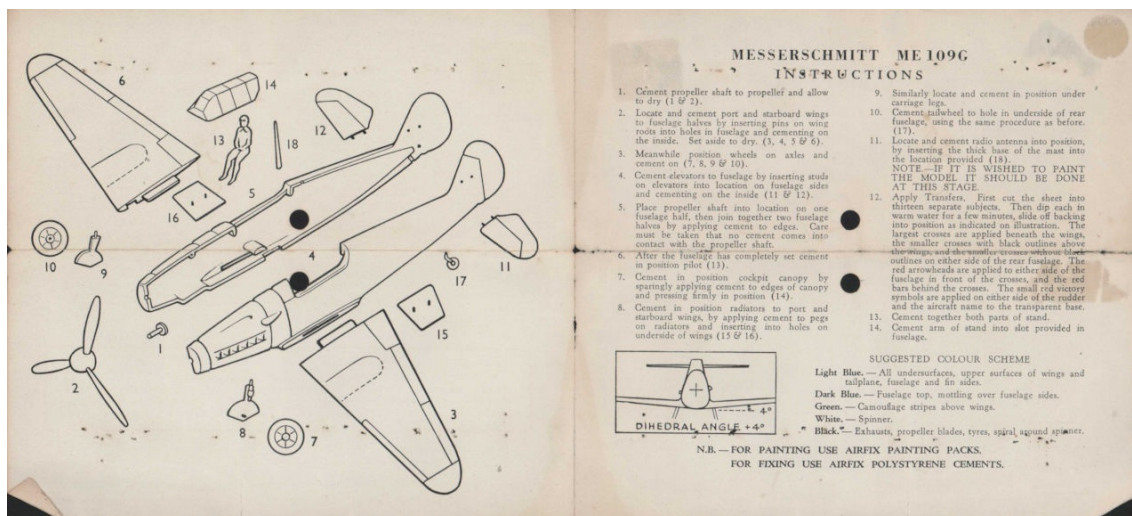 6
14
12
13
18
5
16
10
9
4
11
17
1
15
2
8
7
3
MESSERSCHMITT ME 109G
INSTRUCTIONS
1. Cement propeller shaft to propeller and allow
to dry (1 & 2).
2. Locate and cement port and starboard wings
to fuselage halves by inserting pins on wing
roots into holes in fuselage and cementing on
the inside. Set aside to dry. (3, 4, 5 & 6).
3. Meanwhile position wheels on axles and
cement on (7, 8, 9 & 10).
4. Cement elevators to fuselage by inserting studs
on elevators into location on fuselage sides
and cementing on the inside (11 & 12).
5. Place propeller shaft into location on one
fuselage half, then join together two fuselage
halves by applying cement to edges. Care
must be taken that no cement comes into
contact with the propeller shaft.
6. After the fuselage has completely set cement
in position pilot (13).
7. Cement in position cockpit canopy by
sparingly applying cement to edges of canopy
and pressing firmly in position (14).
8. Cement in position radiators to port and
starboard wings, by applying cement to pegs
on radiators and inserting into holes on
underside of wings (15 & 16).
9. Similarly locate and cement in position under
carriage legs.
10. Cement tailwheel to hole in underside of rear
fuselage, using the same procedure as before.
(17).
11. Locate and cement radio antenna into position,
by inserting the thick base of the mast into
the location provided (18).
NOTE.—IF IT IS WISHED TO PAINT
THE MODEL IT SHOULD BE DONE
AT THIS STAGE.
12. Apply Transfers. First cut the sheet into
thirteen separate subjects. Then dip each in
warm water for a few minutes, slide off backing
into position as indicated on illustration. The
largest crosses are applied beneath the wings,
the smaller crosses with black outlines above
the wings, and the smaller crosses without black
outlines on either side of the rear fuselage. The
red arrowheads are applied to either side of the
fuselage in front of the crosses, and the red
bars behind the crosses. The small red victory
symbols are applied on either side of the rudder
and the aircraft name to the transparent base.
13. Cement together both parts of stand.
14. Cement arm of stand into slot provided in
fuselage.
4°
DIHEDRAL ANGLE +4°
SUGGESTED COLOUR SCHEME
Light Blue. — All undersurfaces, upper surfaces of wings and
tailplane, fuselage and fin sides.
Dark Blue. — Fuselage top, mottling over fuselage sides.
Green. — Camouflage stripes above wings.
White. — Spinner.
Black. — Exhausts, propeller blades, tyres, spiral around spinner.
N.B. — FOR PAINTING USE AIRFIX PAINTING PACKS.
FOR FIXING USE AIRFIX POLYSTYRENE CEMENTS.